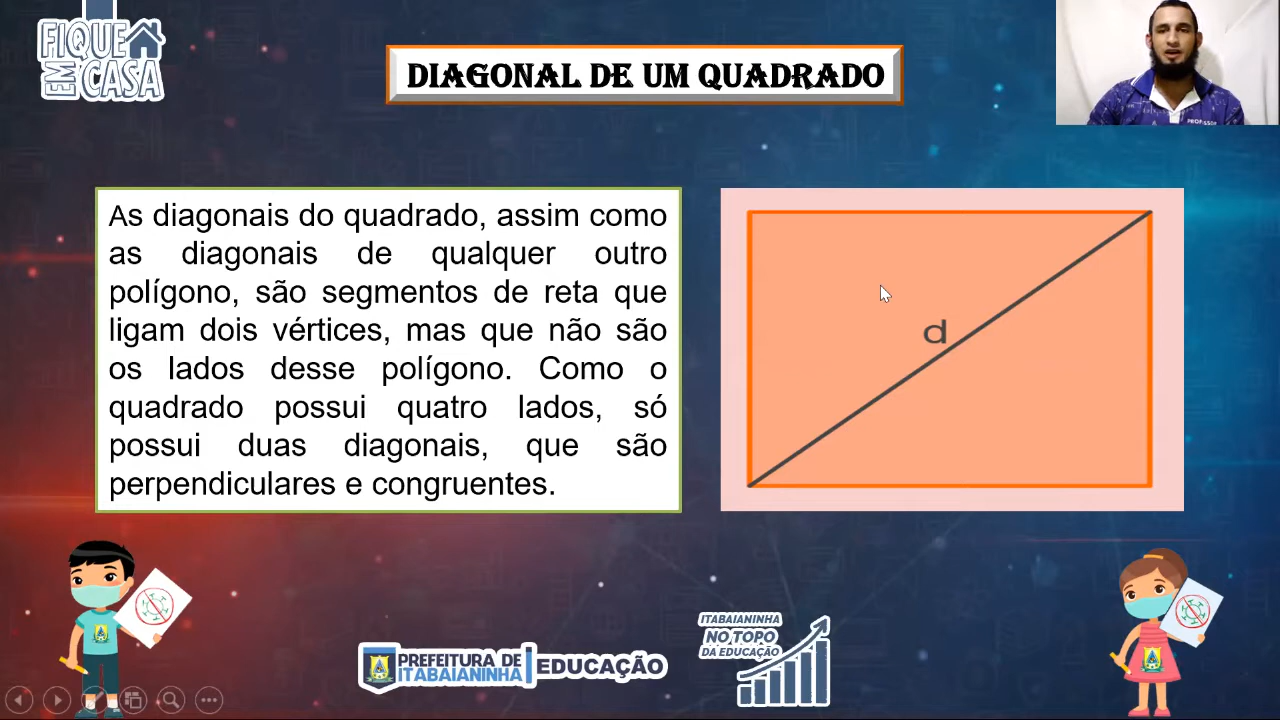 FIQUE
EM
CASA
DIAGONAL DE UM QUADRADO
PROFESSOR
As diagonais do quadrado, assim como
as diagonais de qualquer outro
polígono, são segmentos de reta que
ligam dois vértices, mas que não são
os lados desse polígono. Como o
quadrado possui quatro lados, só
possui duas diagonais, que são
perpendiculares e congruentes.
d
PREFEITURA DE
ITABAIANINHA
EDUCAÇÃO
ITABAIANINHA
NO TOPO
DA EDUCAÇÃO